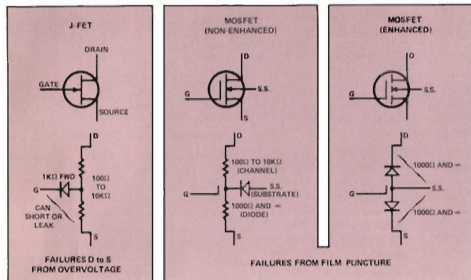 J-FET
DRAIN
GATE
SOURCE
D
1KΩ FWD
100Ω
TO
10KΩ
G
CAN
SHORT OR
LEAK
S
FAILURES D to S
FROM OVERVOLTAGE
MOSFET
(NON-ENHANCED)
D
S.S.
G
S
D
100Ω TO 10KΩ
(CHANNEL)
G
S.S.
(SUBSTRATE)
1000Ω AND ∞
(DIODE)
S
MOSFET
(ENHANCED)
D
S.S.
G
S
D
1000Ω AND ∞
G
S.S.
1000Ω AND ∞
S
FAILURES FROM FILM PUNCTURE